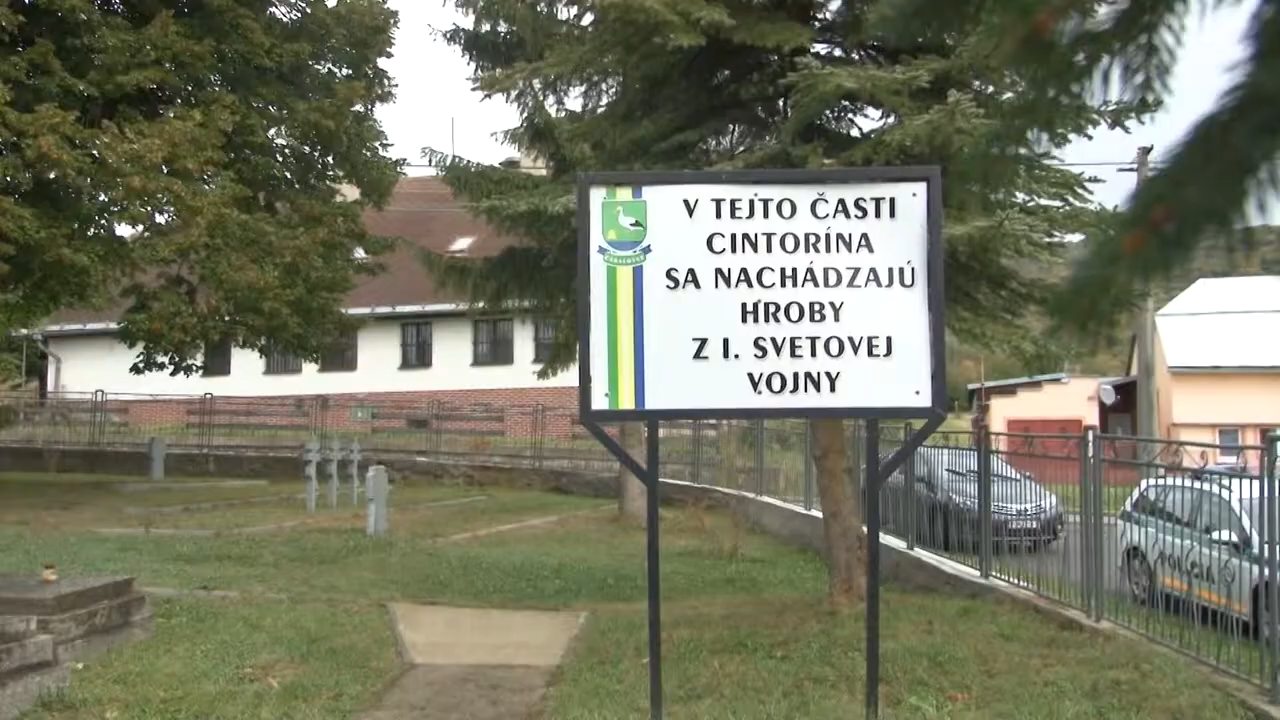 V TEJTO ČASTI
CINTORÍNA
SA NACHÁDZAJÚ
HROBY
Z I. SVETOVEJ
VOJNY